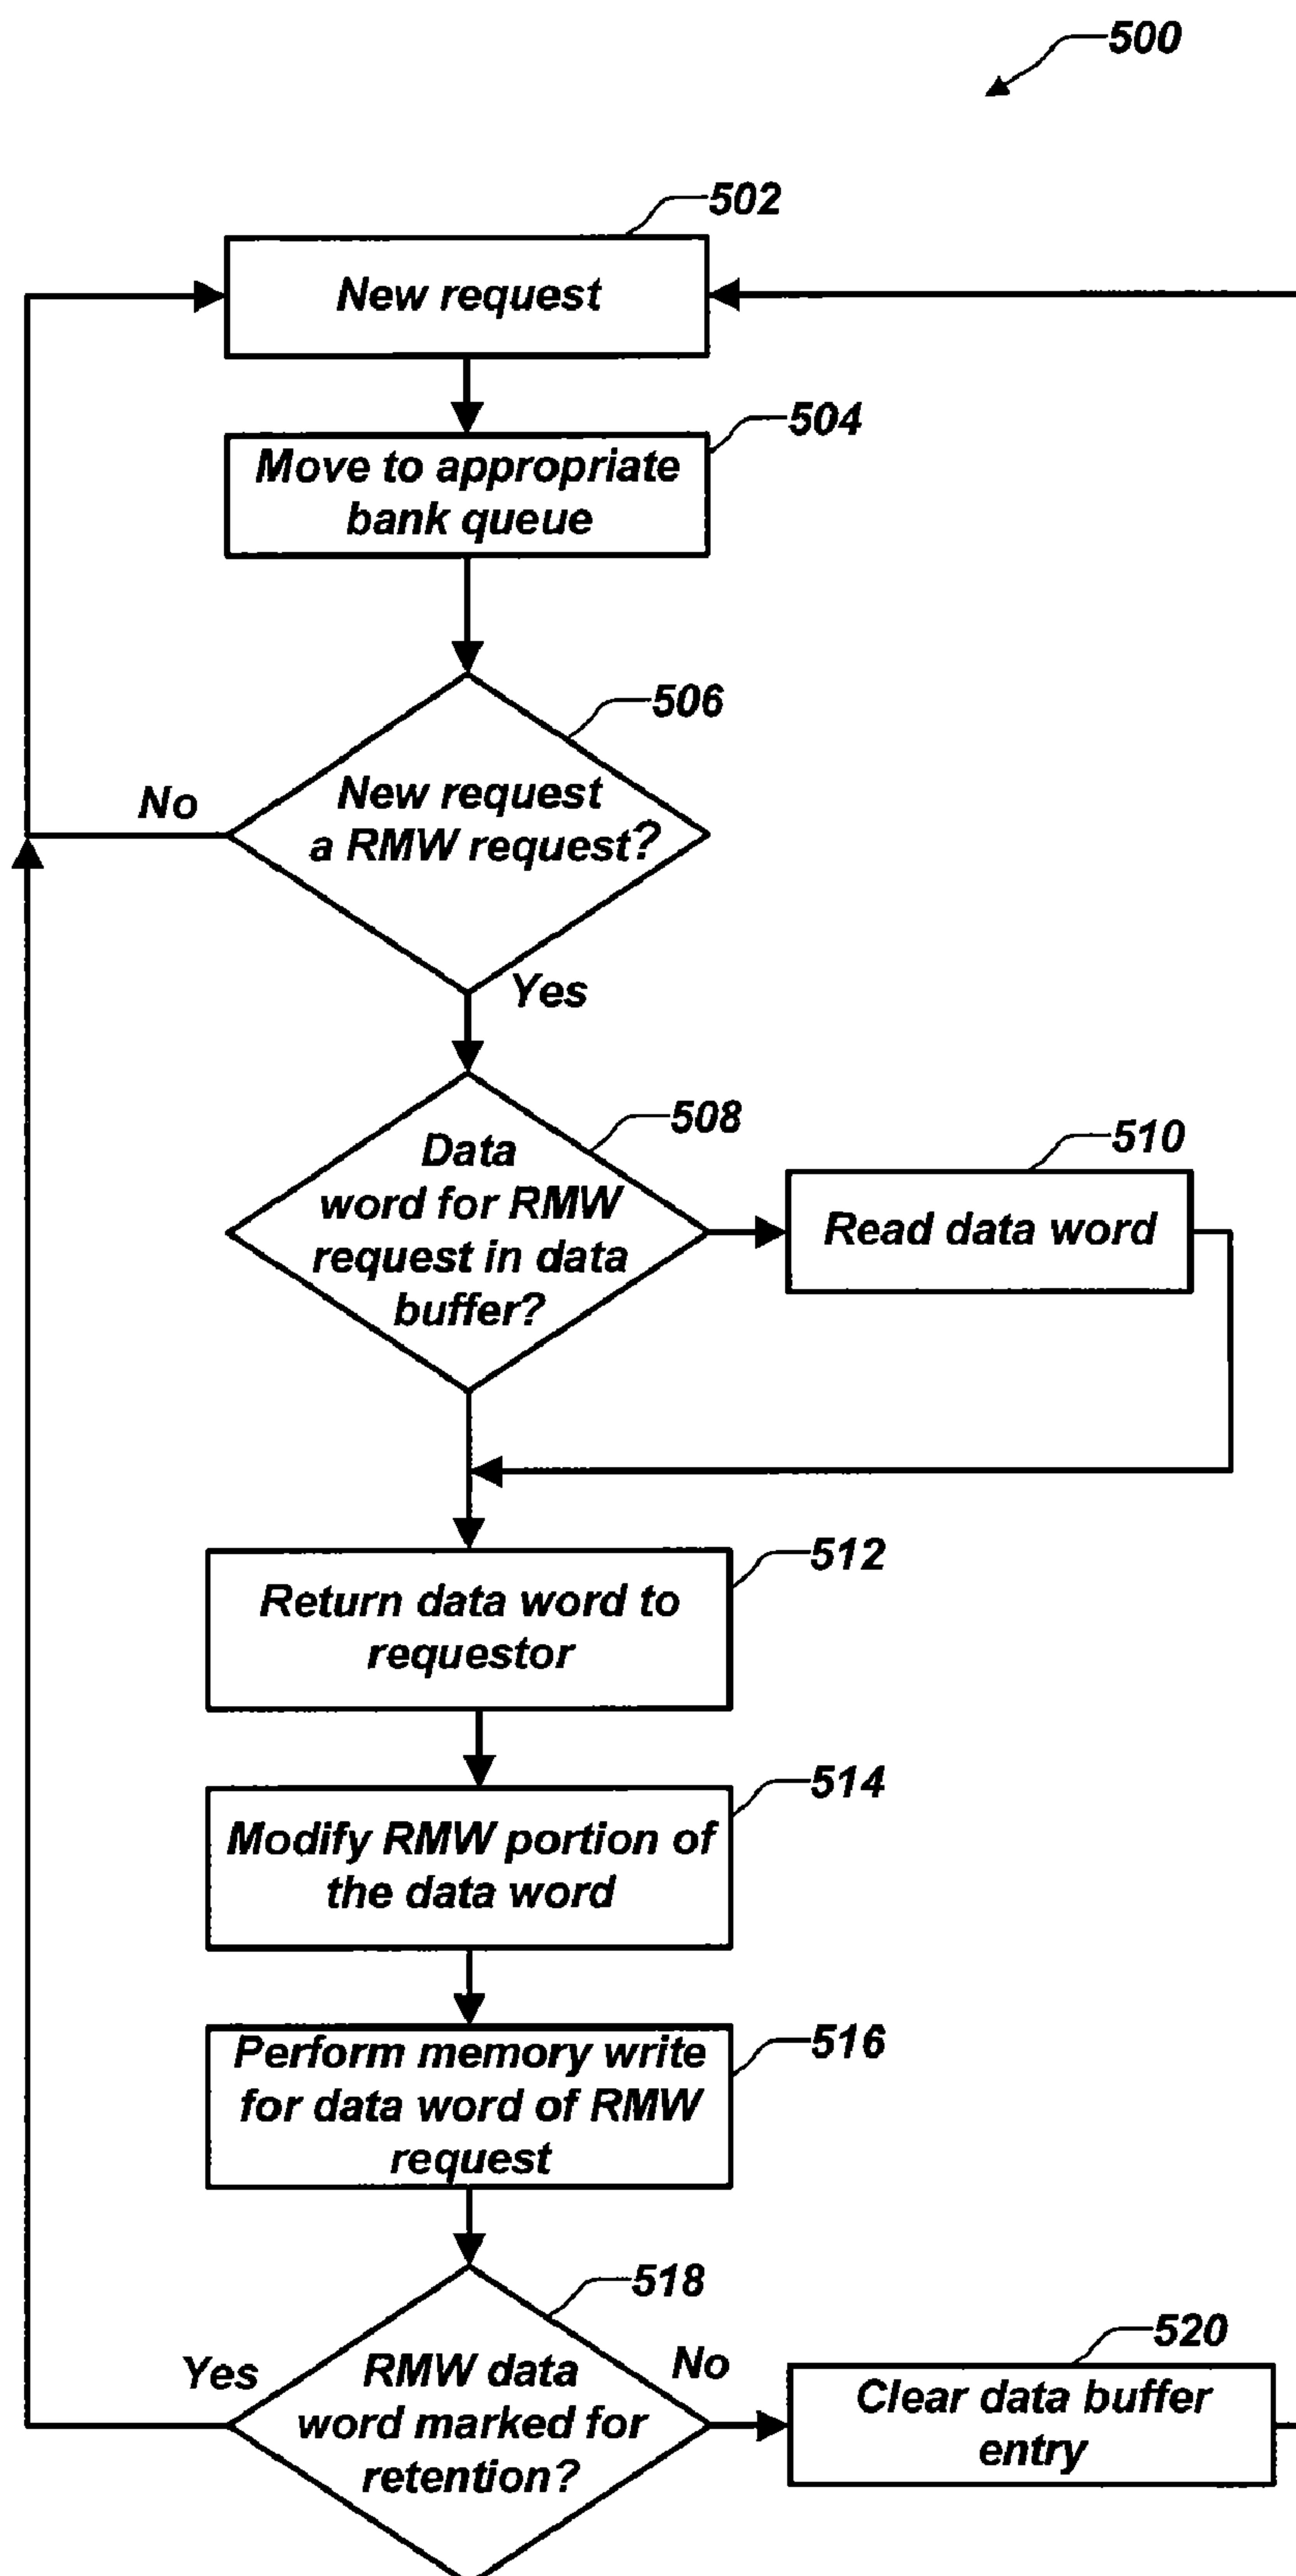 500
502
New request
504
Move to appropriate
bank queue
506
New request
a RMW request?
No
Yes
508
Data
word for RMW
request in data
buffer?
510
Read data word
512
Return data word to
requestor
514
Modify RMW portion of
the data word
516
Perform memory write
for data word of RMW
request
518
Yes
RMW data
word marked for
retention?
No
520
Clear data buffer
entry